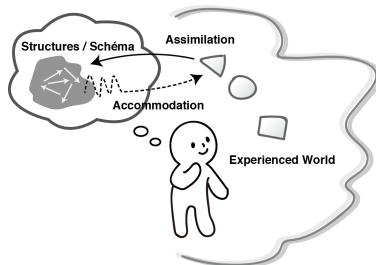 Assimilation
Structures / Schéma
Accommodation
Experienced World